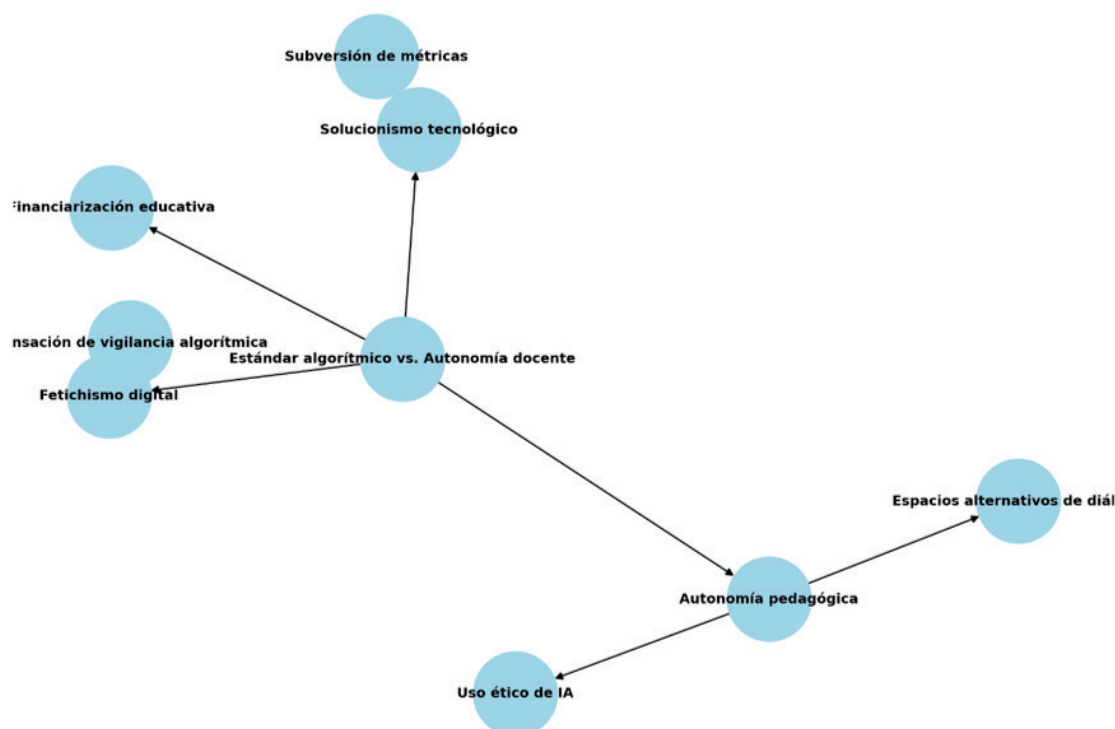 Subversión de métricas
Solucionismo tecnológico
Financiarización educativa
nsación de vigilancia algorítmica
Estándar algorítmico vs. Autonomía docente
Fetichismo digital
Espacios alternativos de diál
Autonomía pedagógica
Uso ético de IA